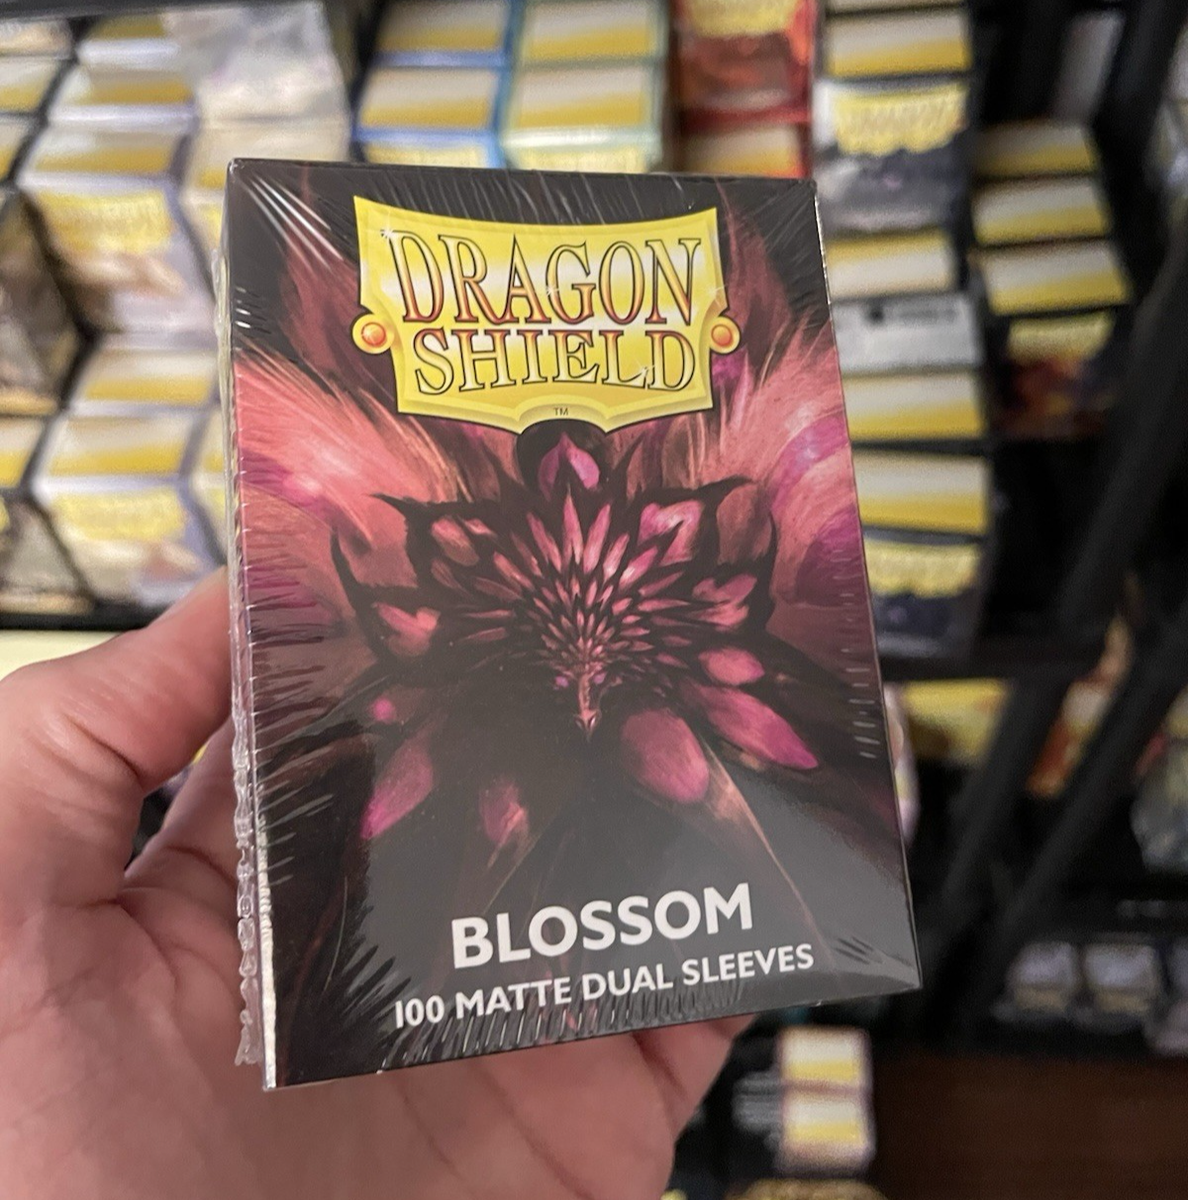 DRAGON
SHIELD
TM
BLOSSOM
100 MATTE DUAL SLEEVES